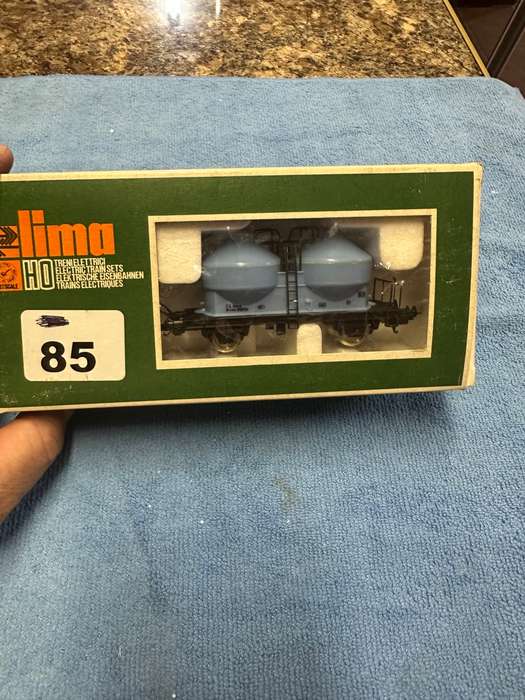 lima
HO
TRENI ELETTRICI
ELECTRIC TRAIN SETS
ELEKTRISCHE EISENBAHNEN
TRAINS ELECTRIQUES
85